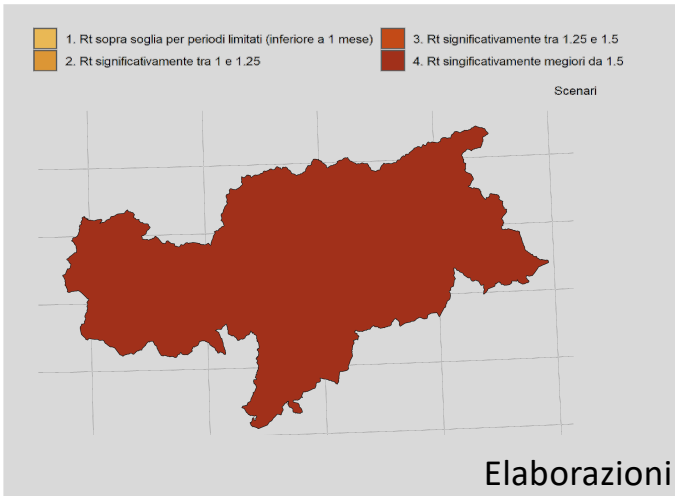 1. Rt sopra soglia per periodi limitati (inferiore a 1 mese)
2. Rt significativamente tra 1 e 1.25
3. Rt significativamente tra 1.25 e 1.5
4. Rt singificativamente megiori da 1.5
Scenari
Elaborazioni